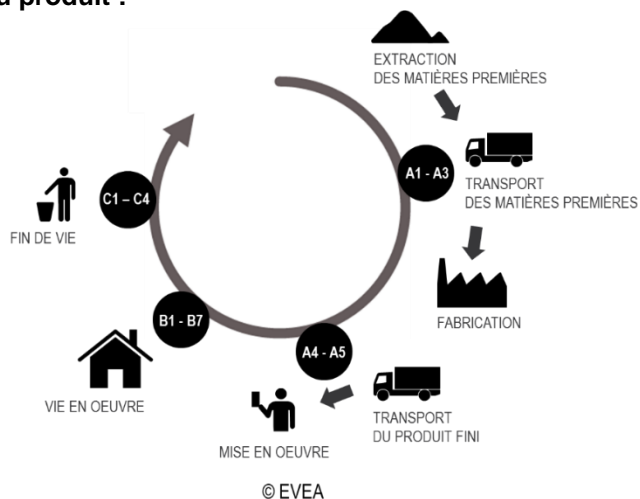 u produit :
EXTRACTION
DES MATIÈRES PREMIÈRES
A1 - A3
TRANSPORT
DES MATIÈRES PREMIÈRES
FABRICATION
A4 - A5
TRANSPORT
DU PRODUIT FINI
MISE EN OEUVRE
B1 - B7
VIE EN OEUVRE
C1 – C4
FIN DE VIE
© EVEA